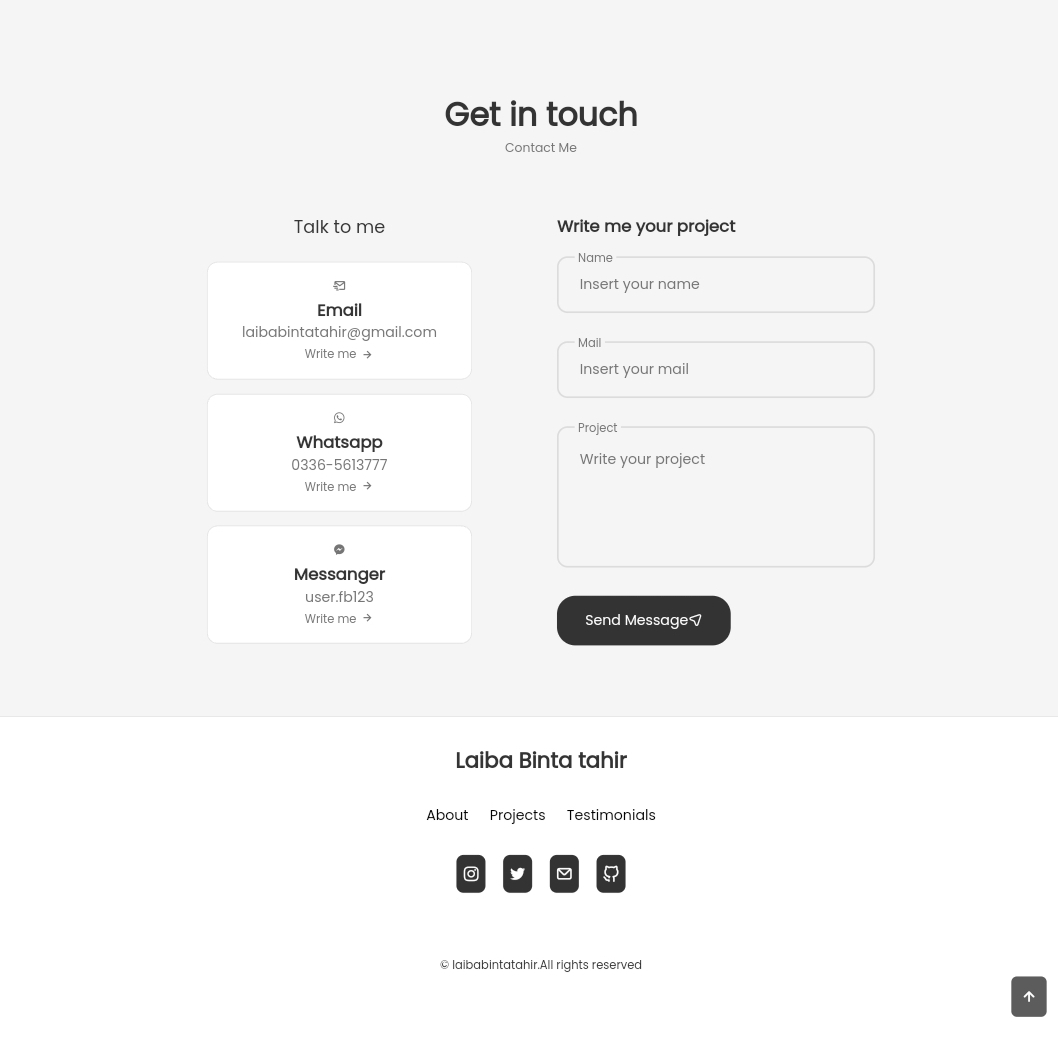 Get in touch
Contact Me
Talk to me
Email
laibabintatahir@gmail.com
Write me
Whatsapp
0336-5613777
Write me
Messanger
user.fb123
Write me
Write me your project
Name
Insert your name
Mail
Insert your mail
Project
Write your project
Send Message
Laiba Binta tahir
About Projects Testimonials
© laibabintatahir.All rights reserved